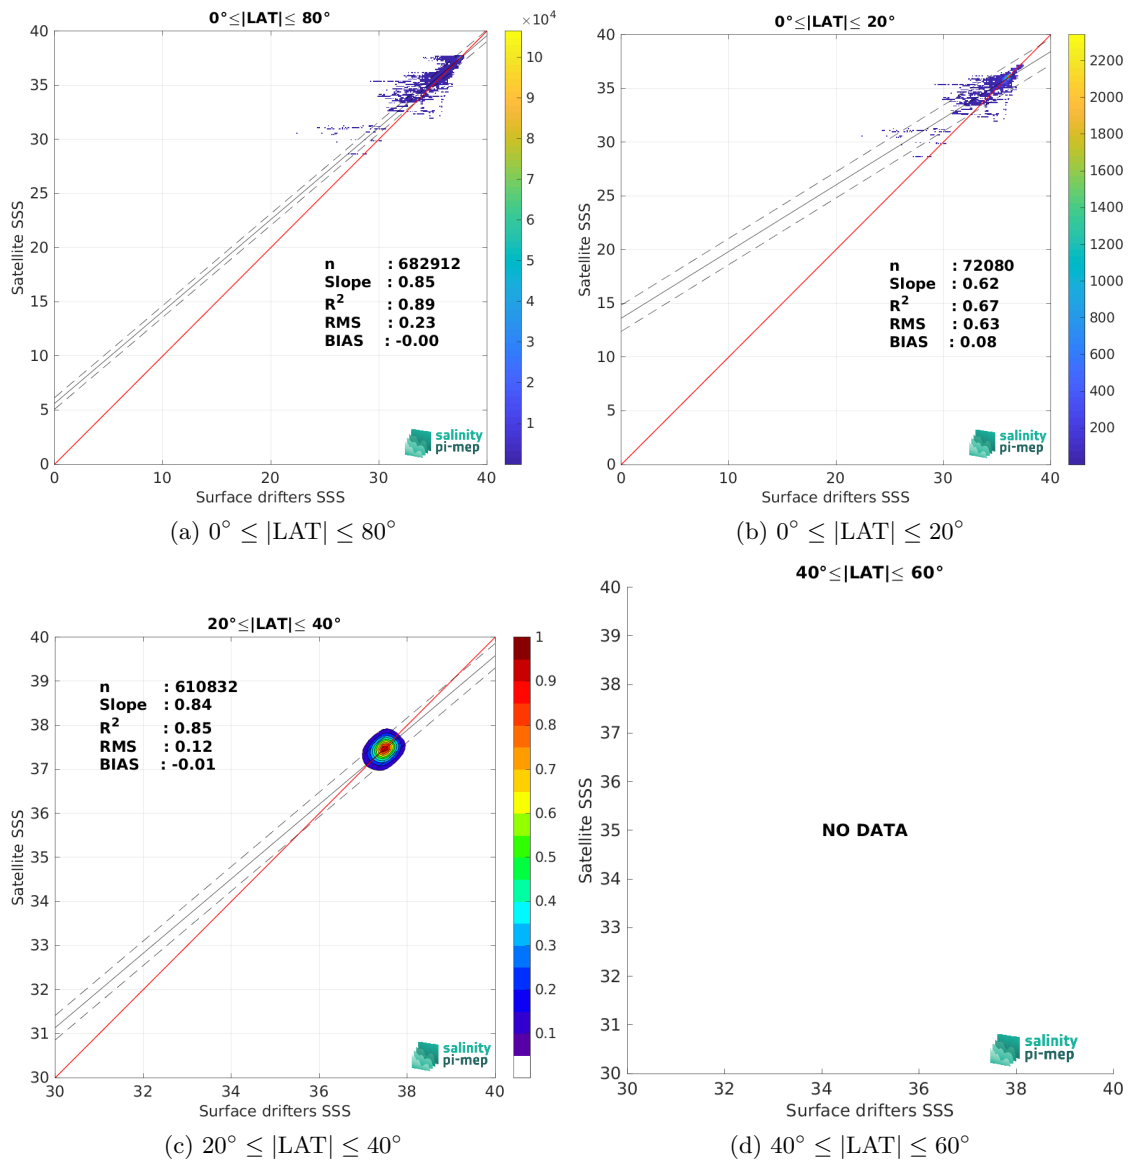 0°≤|LAT|≤ 80°
×10⁴
40
35
30
25
20
15
10
5
0
0
10
20
30
40
Satellite SSS
Surface drifters SSS
n : 682912
Slope : 0.85
R² : 0.89
RMS : 0.23
BIAS : -0.00
salinity
pi-mep
10
9
8
7
6
5
4
3
2
1
(a) 0° ≤ |LAT| ≤ 80°
0°≤|LAT|≤ 20°
40
35
30
25
20
15
10
5
0
0
10
20
30
40
Satellite SSS
Surface drifters SSS
n : 72080
Slope : 0.62
R² : 0.67
RMS : 0.63
BIAS : 0.08
salinity
pi-mep
2200
2000
1800
1600
1400
1200
1000
800
600
400
200
(b) 0° ≤ |LAT| ≤ 20°
20°≤|LAT|≤ 40°
40
39
38
37
36
35
34
33
32
31
30
30
32
34
36
38
40
Satellite SSS
Surface drifters SSS
n : 610832
Slope : 0.84
R² : 0.85
RMS : 0.12
BIAS : -0.01
salinity
pi-mep
1
0.9
0.8
0.7
0.6
0.5
0.4
0.3
0.2
0.1
(c) 20° ≤ |LAT| ≤ 40°
40°≤|LAT|≤ 60°
40
39
38
37
36
35
34
33
32
31
30
30
32
34
36
38
40
Satellite SSS
Surface drifters SSS
NO DATA
salinity
pi-mep
(d) 40° ≤ |LAT| ≤ 60°